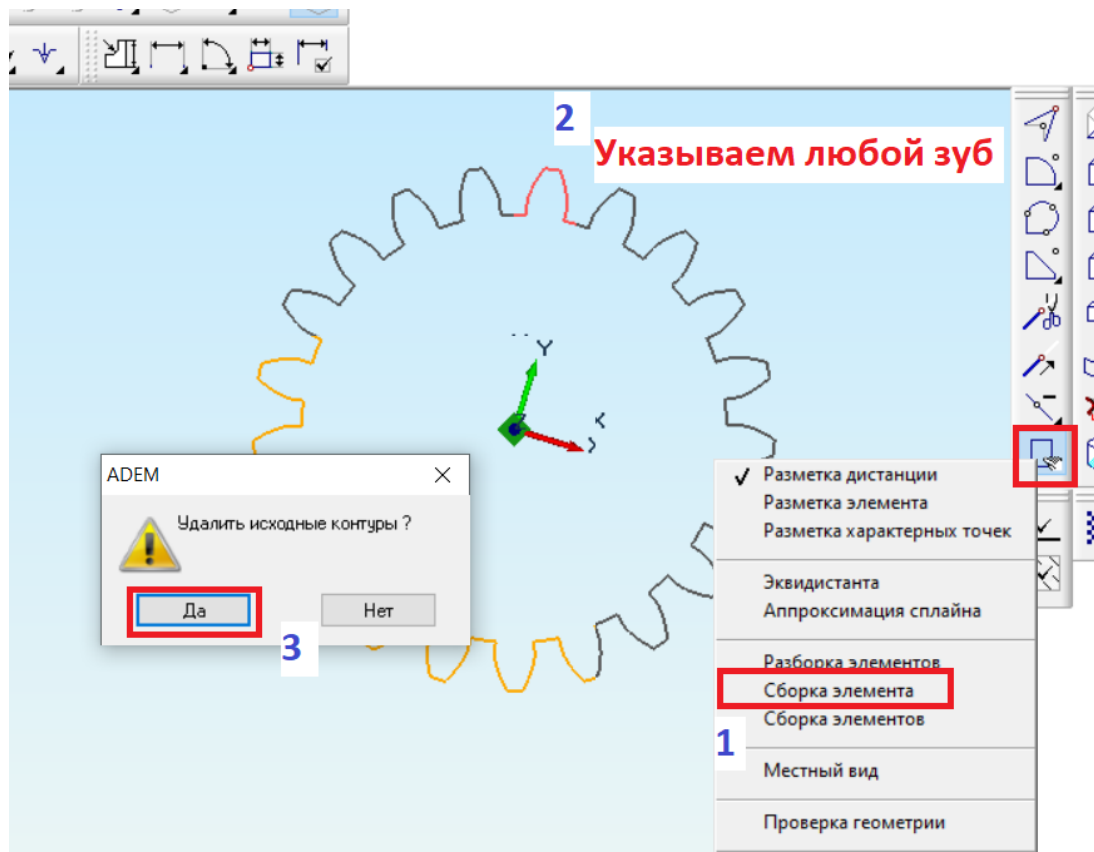 2
Указываем любой зуб
Y
X
ADEM
Удалить исходные контуры ?
Да
Нет
3
✓ Разметка дистанции
Разметка элемента
Разметка характерных точек
Эквидистанта
Аппроксимация сплайна
Разборка элементов
Сборка элемента
Сборка элементов
1
Местный вид
Проверка геометрии